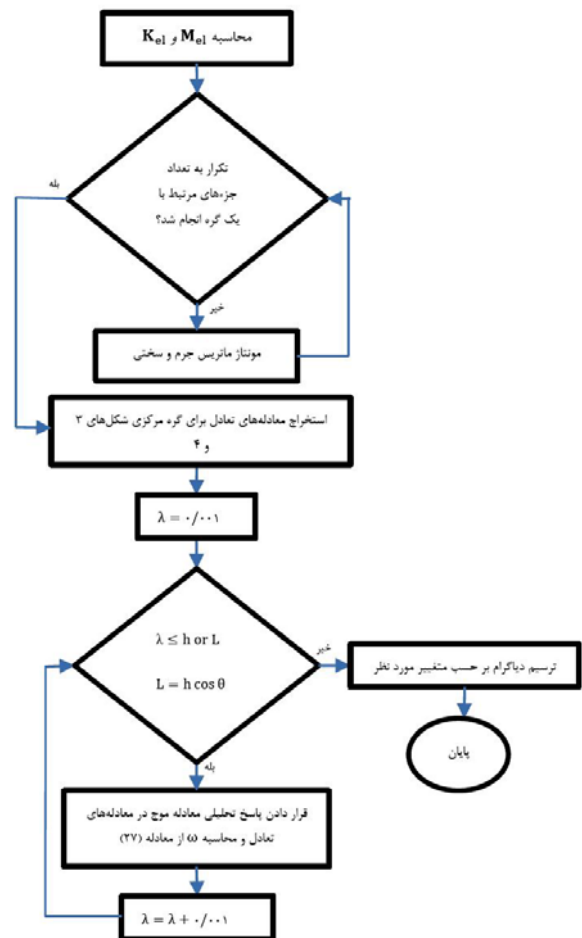 محاسبه M_el و K_el
تکرار به تعداد
جزءهای مرتبط با
یک گره انجام شد؟
بله
خیر
مونتاژ ماتریس جرم و سختی
استخراج معادله‌های تعادل برای گره مرکزی شکل‌های ۳
و ۴
λ = ۰/۰۰۱
λ ≤ h or L
L = h cos θ
خیر
ترسیم دیاگرام بر حسب متغییر مورد نظر
پایان
بله
قرار دادن پاسخ تحلیلی معادله موج در معادله‌های
تعادل و محاسبه ω از معادله (۲۷)
λ = λ + ۰/۰۰۱